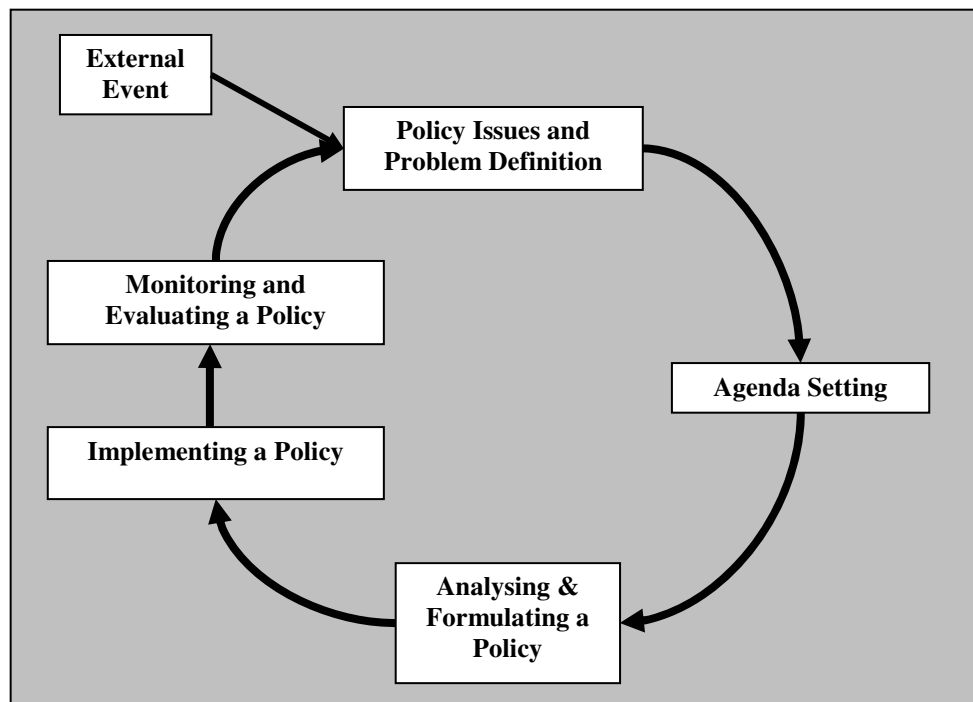 External
Event
Policy Issues and
Problem Definition
Monitoring and
Evaluating a Policy
Agenda Setting
Implementing a Policy
Analysing &
Formulating a
Policy